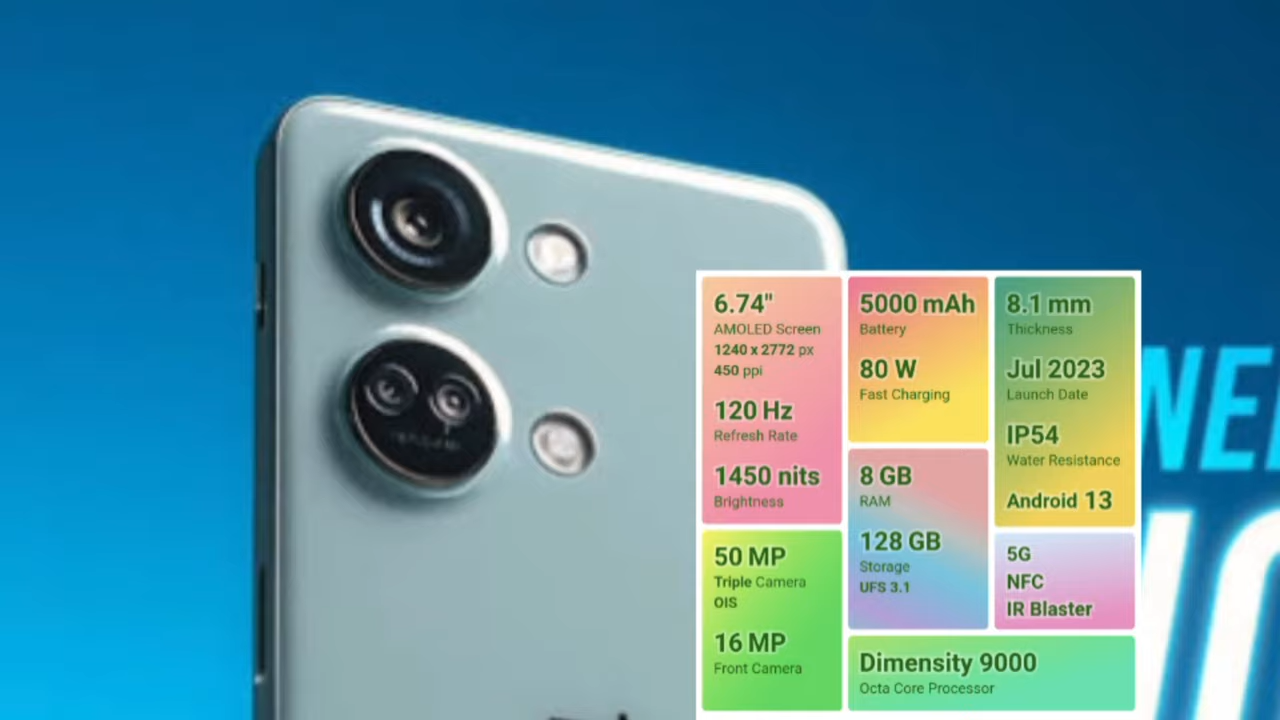 6.74"
AMOLED Screen
1240 x 2772 px
450 ppi
120 Hz
Refresh Rate
1450 nits
Brightness
50 MP
Triple Camera
OIS
16 MP
Front Camera
5000 mAh
Battery
80 W
Fast Charging
8 GB
RAM
128 GB
Storage
UFS 3.1
8.1 mm
Thickness
Jul 2023
Launch Date
IP54
Water Resistance
Android 13
5G
NFC
IR Blaster
Dimensity 9000
Octa Core Processor
NE